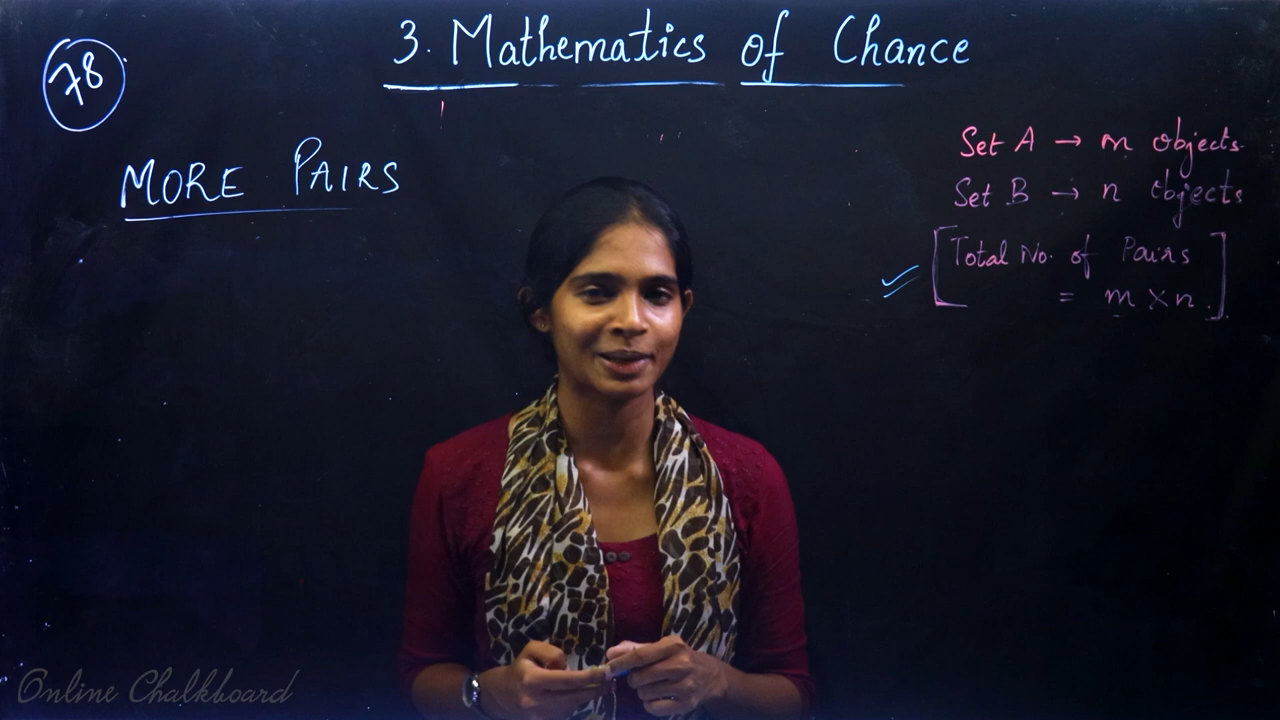 78
3. Mathematics of Chance
MORE PAIRS
Set A → m objects.
Set B → n objects
Total No. of Pairs
= m × n.
Online Chalkboard